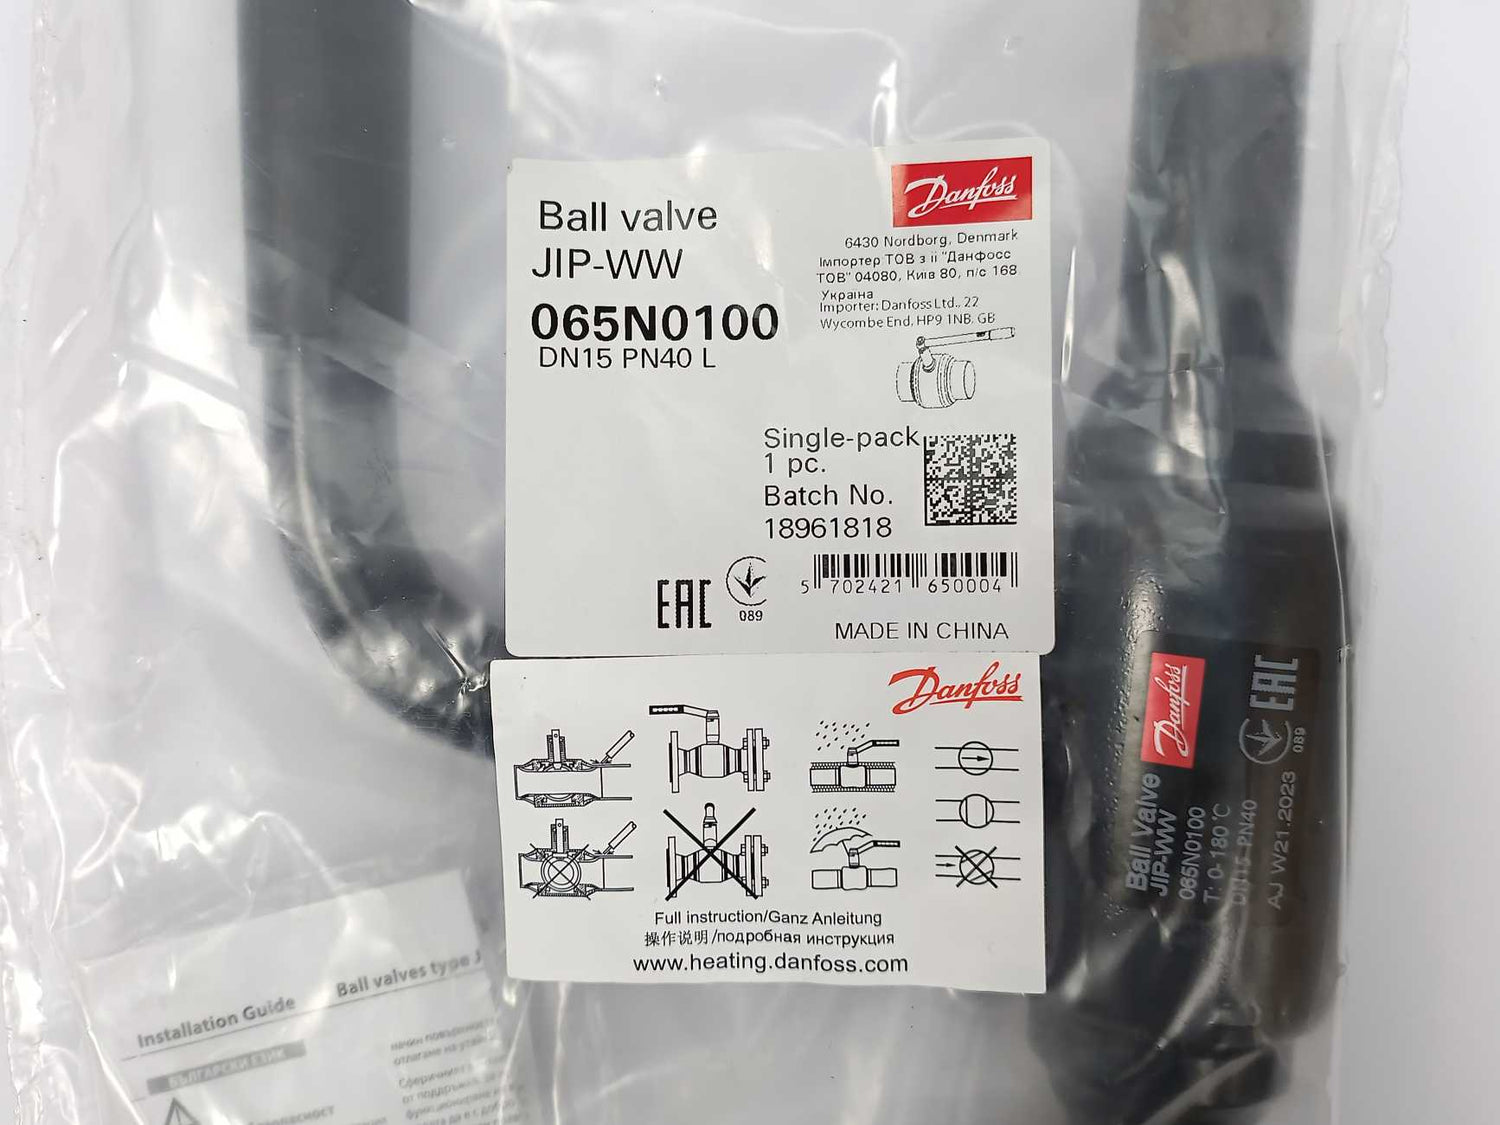 Danfoss
Ball valve
JIP-WW
065N0100
DN15 PN40 L
6430 Nordborg, Denmark
Імпортер ТОВ з іі "Данфосс
ТОВ" 04080, Київ 80, п/с 168
Україна
Importer: Danfoss Ltd., 22
Wycombe End, HP9 1NB, GB
Single-pack
1 pc.
Batch No.
18961818
EAC
089
5 702421 650004
MADE IN CHINA
Danfoss
Full instruction/Ganz Anleitung
操作说明/подробная инструкция
www.heating.danfoss.com
Danfoss
EAC
089
Ball Valve
JIP-WW
065N0100
T: 0-180°C
DN15 PN40
AJ W21.2023
Installation Guide
Ball valves type
БЪЛГАРСКИ ЕЗИК